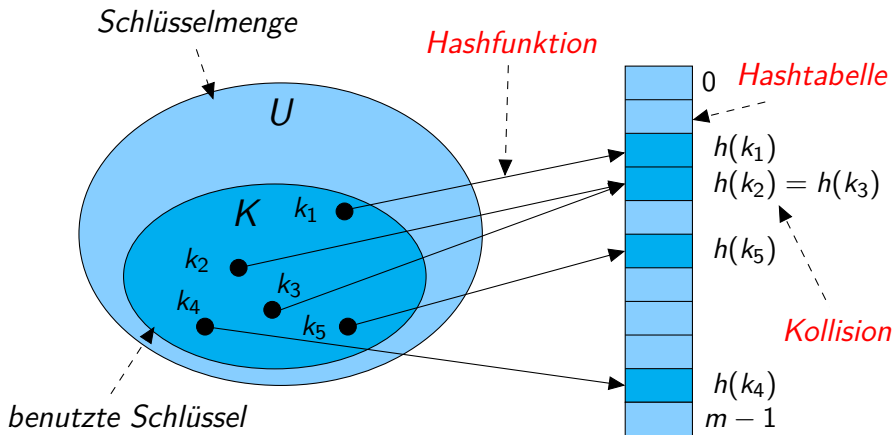 Schlüsselmenge
Hashfunktion
U
0
Hashtabelle
K
k₁
h(k₁)
k₂
h(k₂) = h(k₃)
k₃
h(k₅)
k₄
k₅
Kollision
h(k₄)
benutzte Schlüssel
m − 1